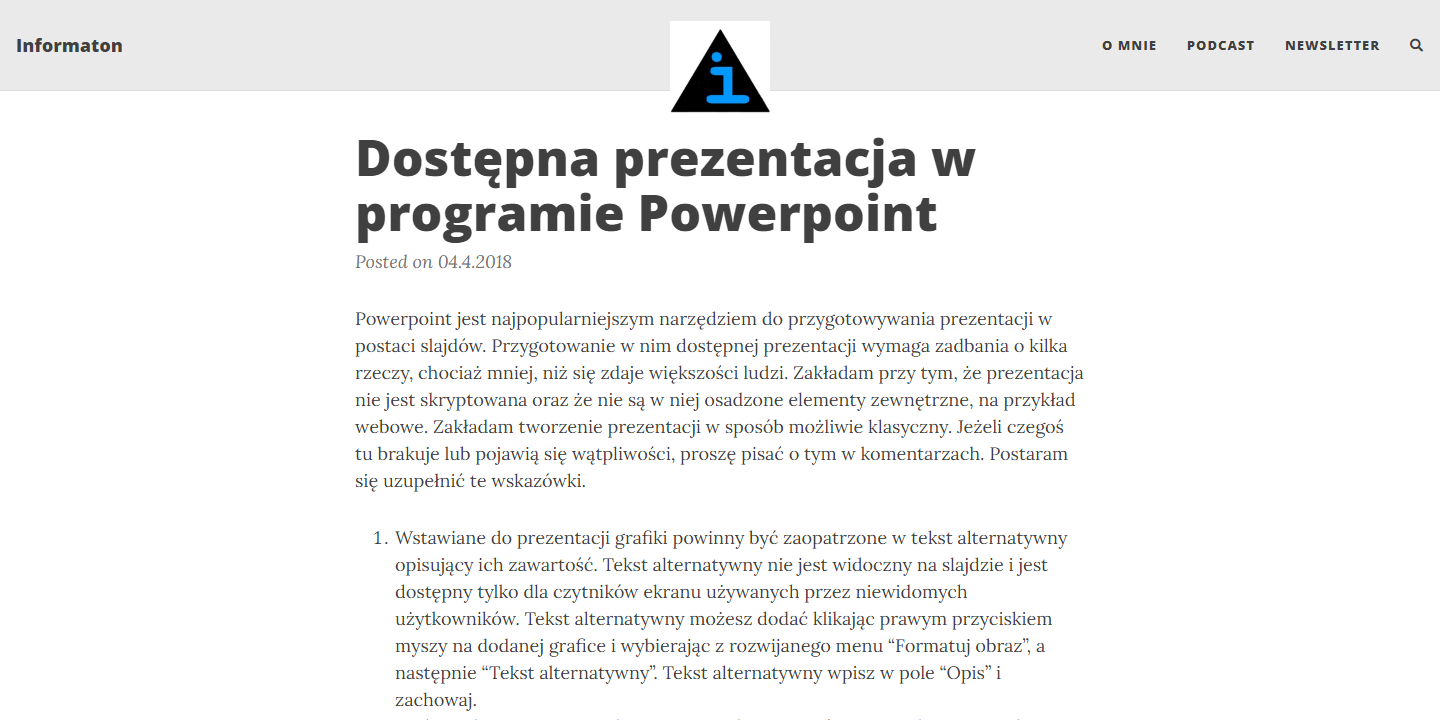 Informaton
i
O MNIE
PODCAST
NEWSLETTER
Dostępna prezentacja w
programie Powerpoint
Posted on 04.4.2018
Powerpoint jest najpopularniejszym narzędziem do przygotowywania prezentacji w
postaci slajdów. Przygotowanie w nim dostępnej prezentacji wymaga zadbania o kilka
rzeczy, chociaż mniej, niż się zdaje większości ludzi. Zakładam przy tym, że prezentacja
nie jest skryptowana oraz że nie są w niej osadzone elementy zewnętrzne, na przykład
webowe. Zakładam tworzenie prezentacji w sposób możliwie klasyczny. Jeżeli czegoś
tu brakuje lub pojawią się wątpliwości, proszę pisać o tym w komentarzach. Postaram
się uzupełnić te wskazówki.
1. Wstawiane do prezentacji grafiki powinny być zaopatrzone w tekst alternatywny
opisujący ich zawartość. Tekst alternatywny nie jest widoczny na slajdzie i jest
dostępny tylko dla czytników ekranu używanych przez niewidomych
użytkowników. Tekst alternatywny możesz dodać klikając prawym przyciskiem
myszy na dodanej grafice i wybierając z rozwijanego menu “Formatuj obraz”, a
następnie “Tekst alternatywny”. Tekst alternatywny wpisz w pole “Opis” i
zachowaj.